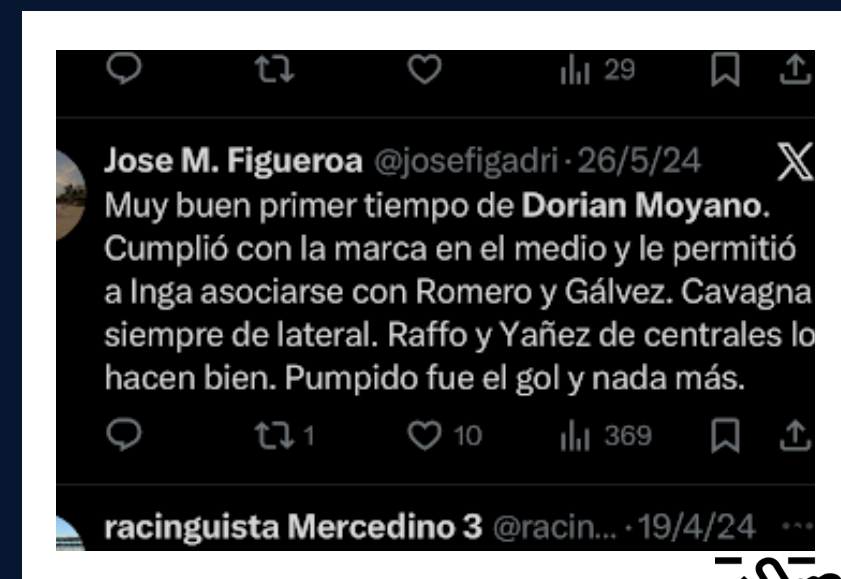 29
Jose M. Figueroa @josefigadri · 26/5/24
Muy buen primer tiempo de Dorian Moyano.
Cumplió con la marca en el medio y le permitió
a Inga asociarse con Romero y Gálvez. Cavagna
siempre de lateral. Raffo y Yañez de centrales lo
hacen bien. Pumpido fue el gol y nada más.
1 10 369
racinguista Mercedino 3 @racin... · 19/4/24 ...